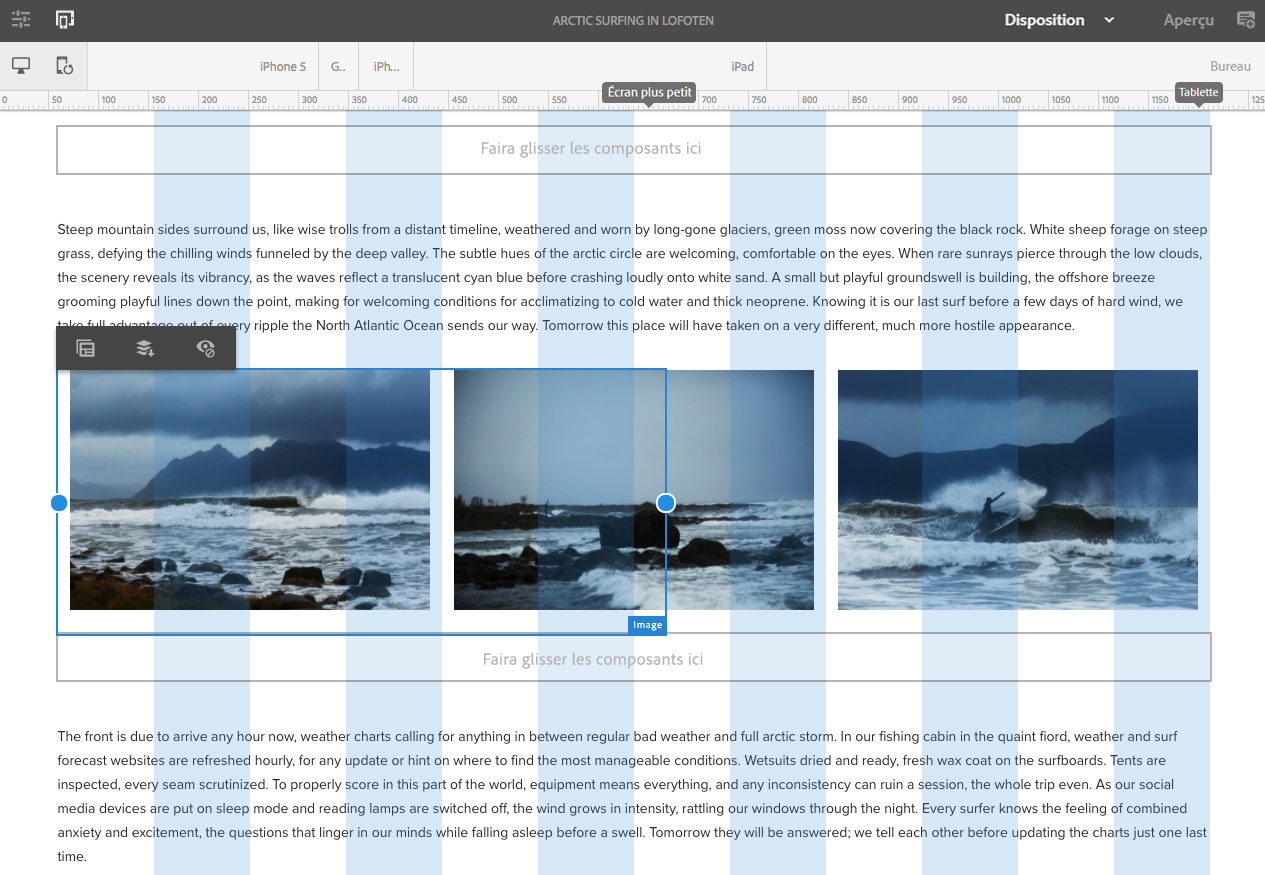 ARCTIC SURFING IN LOFOTEN
Disposition
Aperçu
iPhone 5
G..
iPh...
iPad
Bureau
Écran plus petit
Tablette
0 50 100 150 200 250 300 350 400 450 500 550 700 750 800 850 900 950 1000 1050 1100 1150 125
Faira glisser les composants ici
Steep mountain sides surround us, like wise trolls from a distant timeline, weathered and worn by long-gone glaciers, green moss now covering the black rock. White sheep forage on steep
grass, defying the chilling winds funneled by the deep valley. The subtle hues of the arctic circle are welcoming, comfortable on the eyes. When rare sunrays pierce through the low clouds,
the scenery reveals its vibrancy, as the waves reflect a translucent cyan blue before crashing loudly onto white sand. A small but playful groundswell is building, the offshore breeze
grooming playful lines down the point, making for welcoming conditions for acclimatizing to cold water and thick neoprene. Knowing it is our last surf before a few days of hard wind, we
take full advantage out of every ripple the North Atlantic Ocean sends our way. Tomorrow this place will have taken on a very different, much more hostile appearance.
Image
Faira glisser les composants ici
The front is due to arrive any hour now, weather charts calling for anything in between regular bad weather and full arctic storm. In our fishing cabin in the quaint fiord, weather and surf
forecast websites are refreshed hourly, for any update or hint on where to find the most manageable conditions. Wetsuits dried and ready, fresh wax coat on the surfboards. Tents are
inspected, every seam scrutinized. To properly score in this part of the world, equipment means everything, and any inconsistency can ruin a session, the whole trip even. As our social
media devices are put on sleep mode and reading lamps are switched off, the wind grows in intensity, rattling our windows through the night. Every surfer knows the feeling of combined
anxiety and excitement, the questions that linger in our minds while falling asleep before a swell. Tomorrow they will be answered; we tell each other before updating the charts just one last
time.